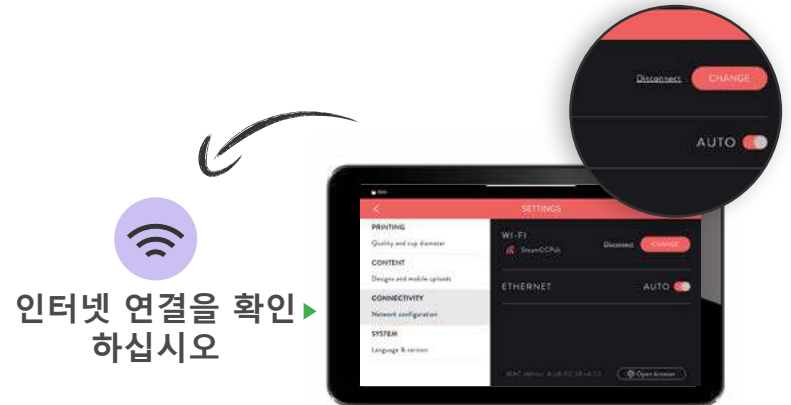 Disconnect CHANGE
AUTO
SETTINGS
PRINTING
Quality and cup diameter
CONTENT
Designs and mobile uploads
CONNECTIVITY
Network configuration
SYSTEM
Language & version
WI-FI
SteamCCPub
Disconnect CHANGE
ETHERNET AUTO
Open browser
인터넷 연결을 확인
하십시오